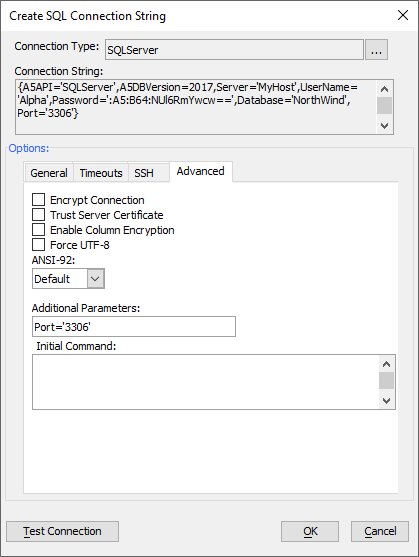 Create SQL Connection String
Connection Type: SQLServer ...
Connection String:
{A5API='SQLServer',A5DBVersion=2017,Server='MyHost',UserName=
'Alpha',Password=':A5:B64:NUl6RmYwcw==',Database='NorthWind',
Port='3306'}
Options:
General Timeouts SSH Advanced
Encrypt Connection
Trust Server Certificate
Enable Column Encryption
Force UTF-8
ANSI-92:
Default
Additional Parameters:
Port='3306'
Initial Command:
Test Connection OK Cancel